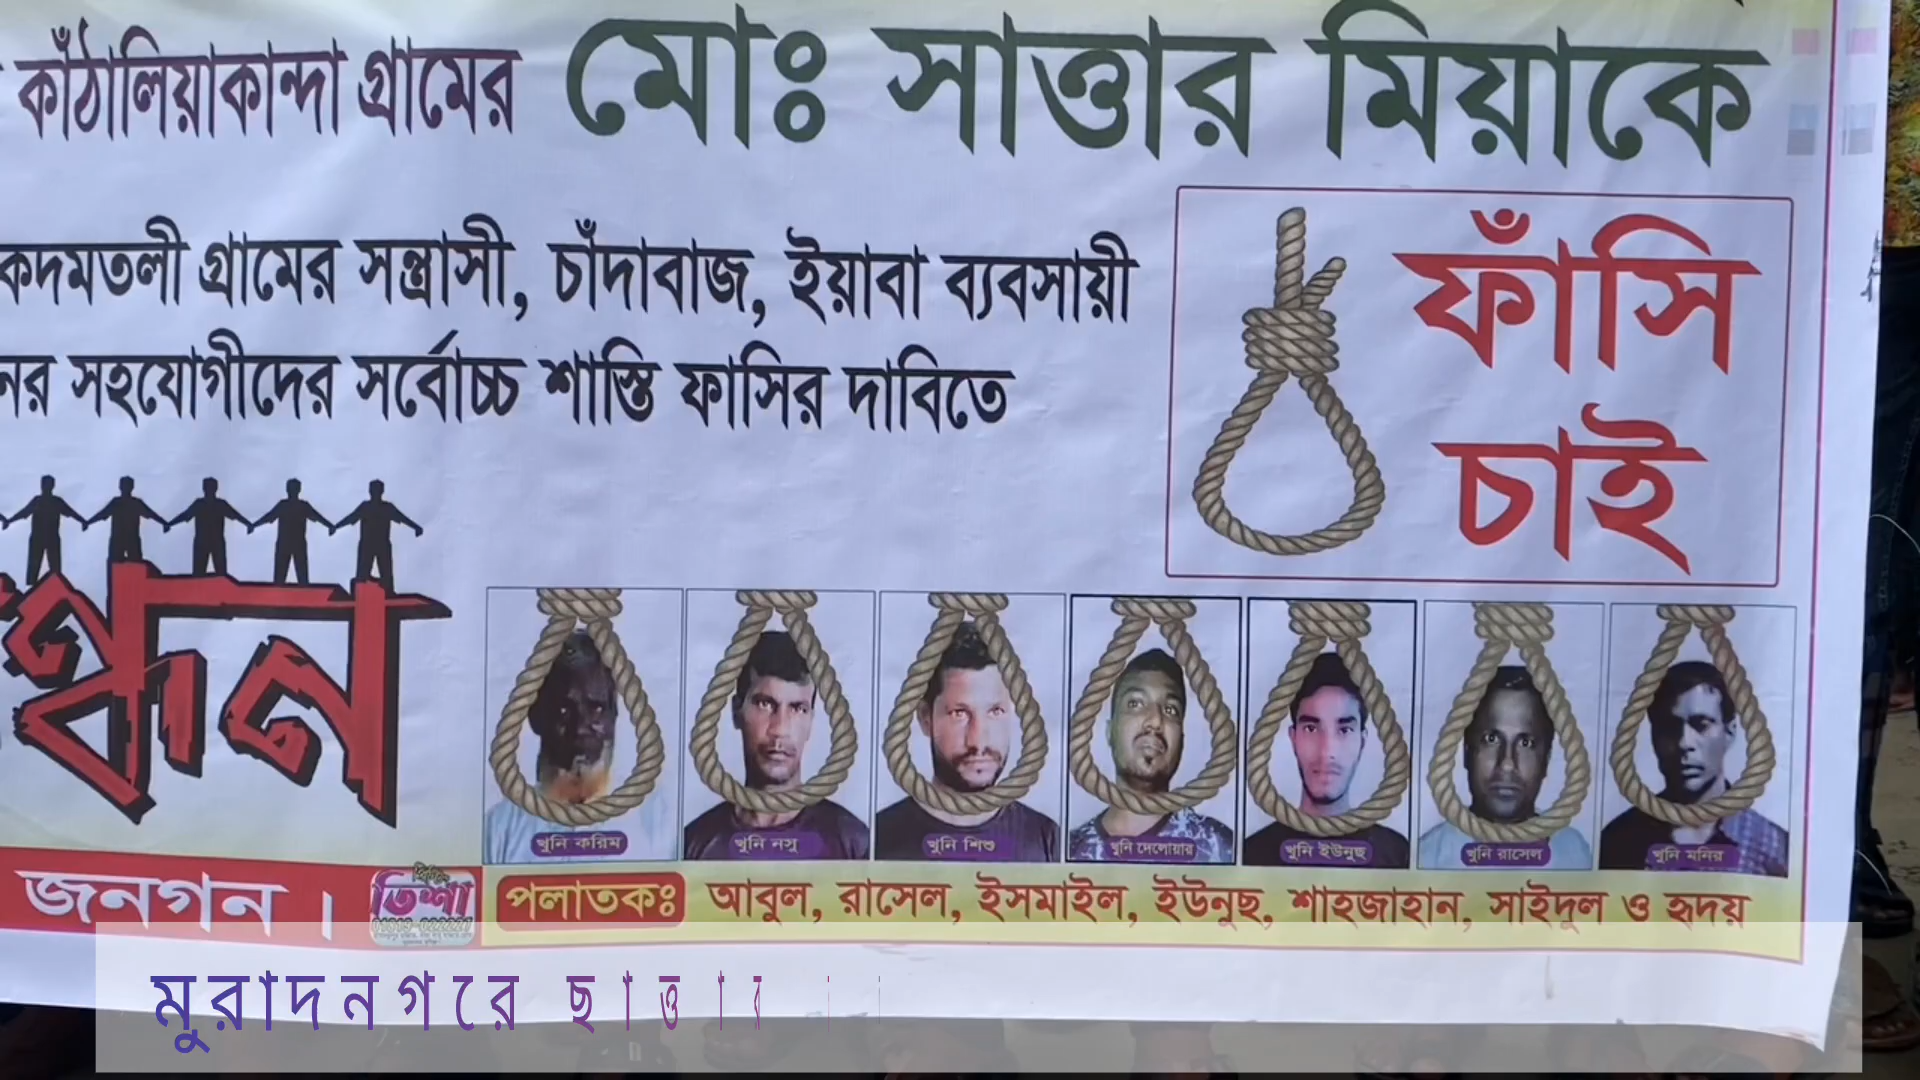 কাঁঠালিয়াকান্দা গ্রামের মোঃ সাত্তার মিয়াকে
কদমতলী গ্রামের সন্ত্রাসী, চাঁদাবাজ, ইয়াবা ব্যবসায়ী
সহযোগীদের সর্বোচ্চ শাস্তি ফাসির দাবিতে
ফাঁসি
চাই
ন্ধন
খুনি করিম
খুনি নসু
খুনি শিশু
খুনি দেলোয়ার
খুনি ইউনুছ
খুনি রাসেল
খুনি মনির
জনগন ।
তিশা
পলাতকঃ আবুল, রাসেল, ইসমাইল, ইউনুছ, শাহজাহান, সাইদুল ও হৃদয়
মুরাদনগরে ছাত্তার